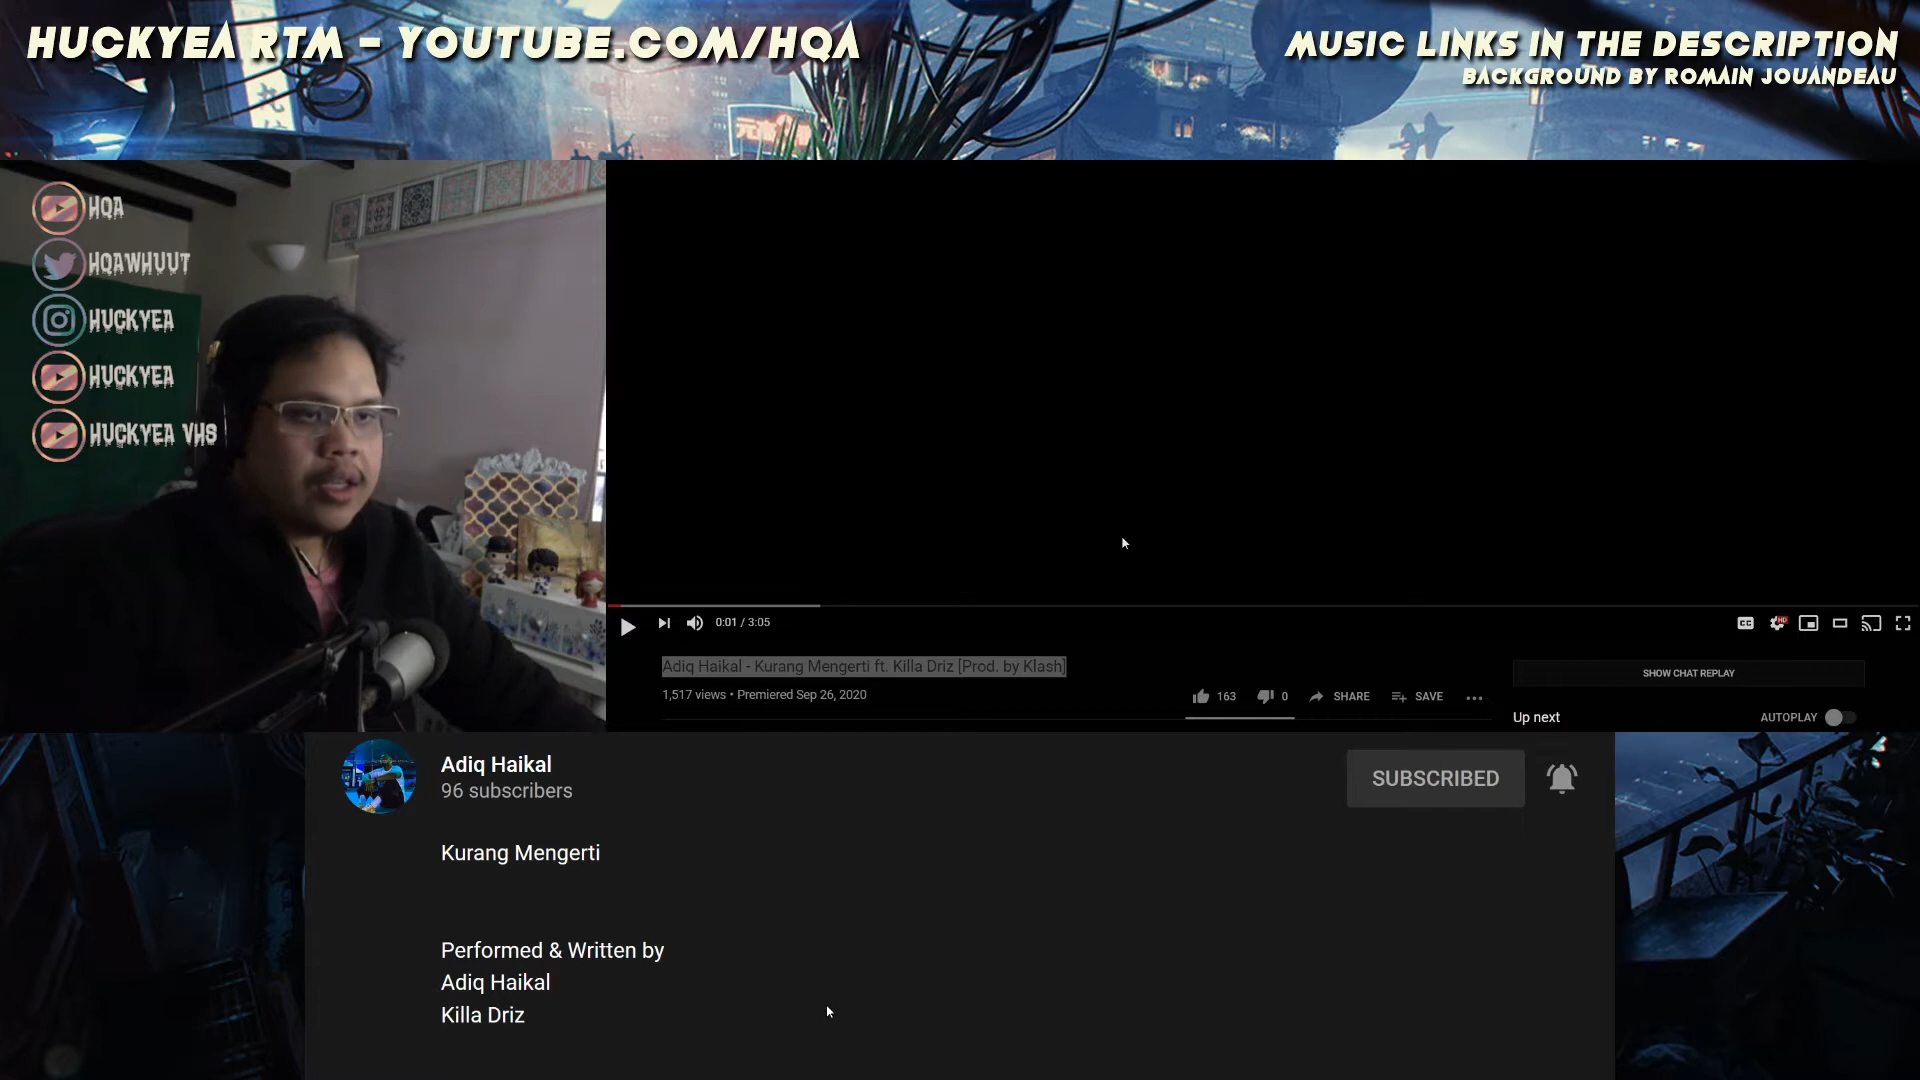 HUCKYEA RTM - YOUTUBE.COM/HQA
MUSIC LINKS IN THE DESCRIPTION
BACKGROUND BY ROMAIN JOUANDEAU
HQA
HQAWHUUT
HUCKYEA
HUCKYEA
HUCKYEA VHS
0:01 / 3:05
CC
HD
Adiq Haikal - Kurang Mengerti ft. Killa Driz [Prod. by Klash]
1,517 views • Premiered Sep 26, 2020
163
0
SHARE
SAVE
SHOW CHAT REPLAY
Up next
AUTOPLAY
Adiq Haikal
96 subscribers
SUBSCRIBED
Kurang Mengerti
Performed & Written by
Adiq Haikal
Killa Driz